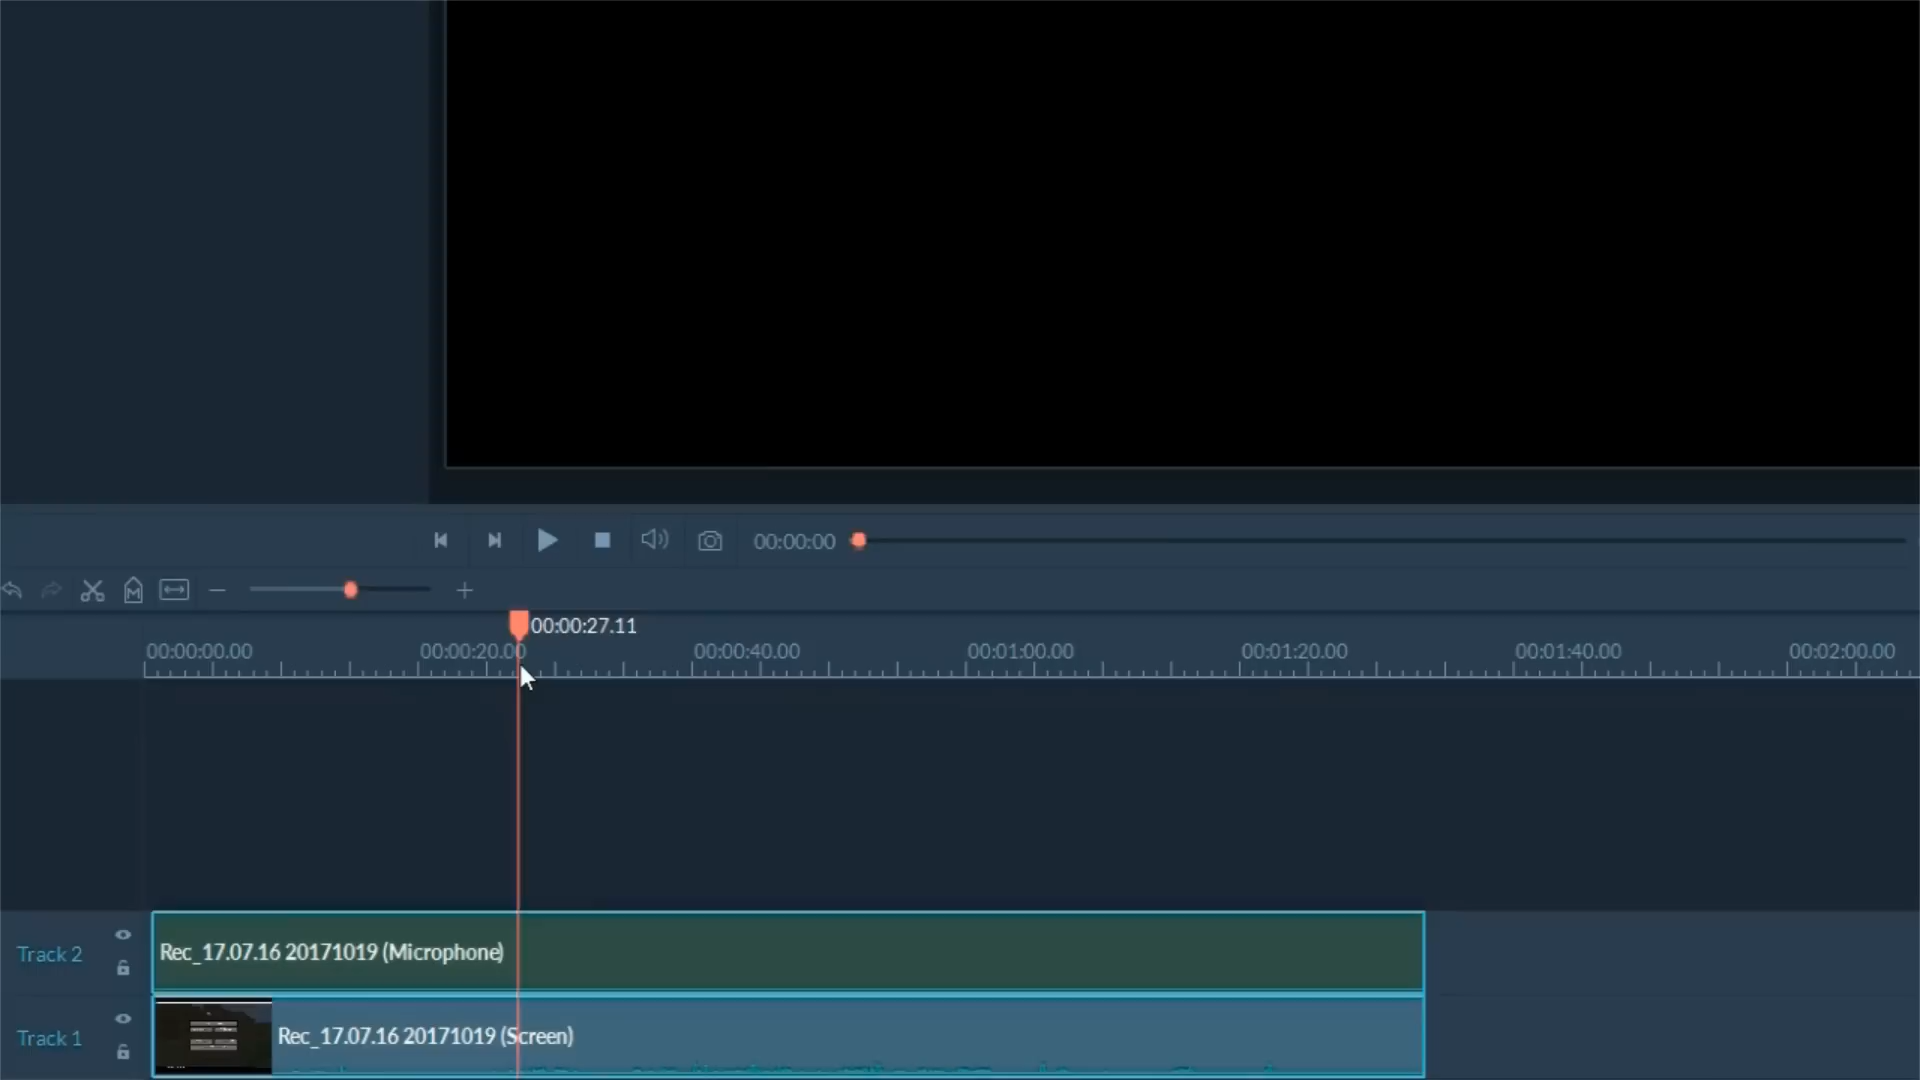 00:00:00
00:00:27.11
00:00:00.00 00:00:20.00 00:00:40.00 00:01:00.00 00:01:20.00 00:01:40.00 00:02:00.00
Track 2
Rec_17.07.16 20171019 (Microphone)
Track 1
Rec_17.07.16 20171019 (Screen)